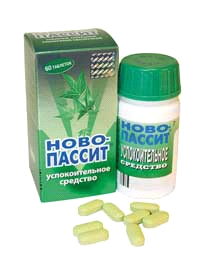 60 ТАБЛЕТОК
НОВО-
ПАССИТ
успокоительное
средство
НОВО-
ПАССИТ
УСПОКОИТЕЛЬНОЕ
СРЕДСТВО